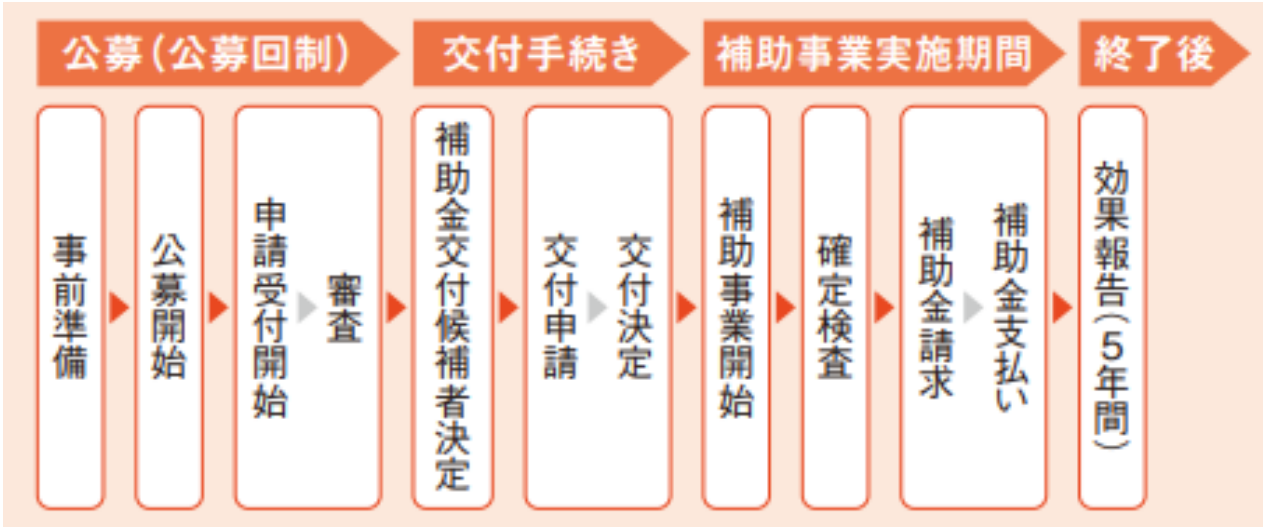 公募（公募回制）
交付手続き
補助事業実施期間
終了後
事前準備
公募開始
申請受付開始
審査
補助金交付候補者決定
交付申請
交付決定
補助事業開始
確定検査
補助金請求
補助金支払い
効果報告（5年間）